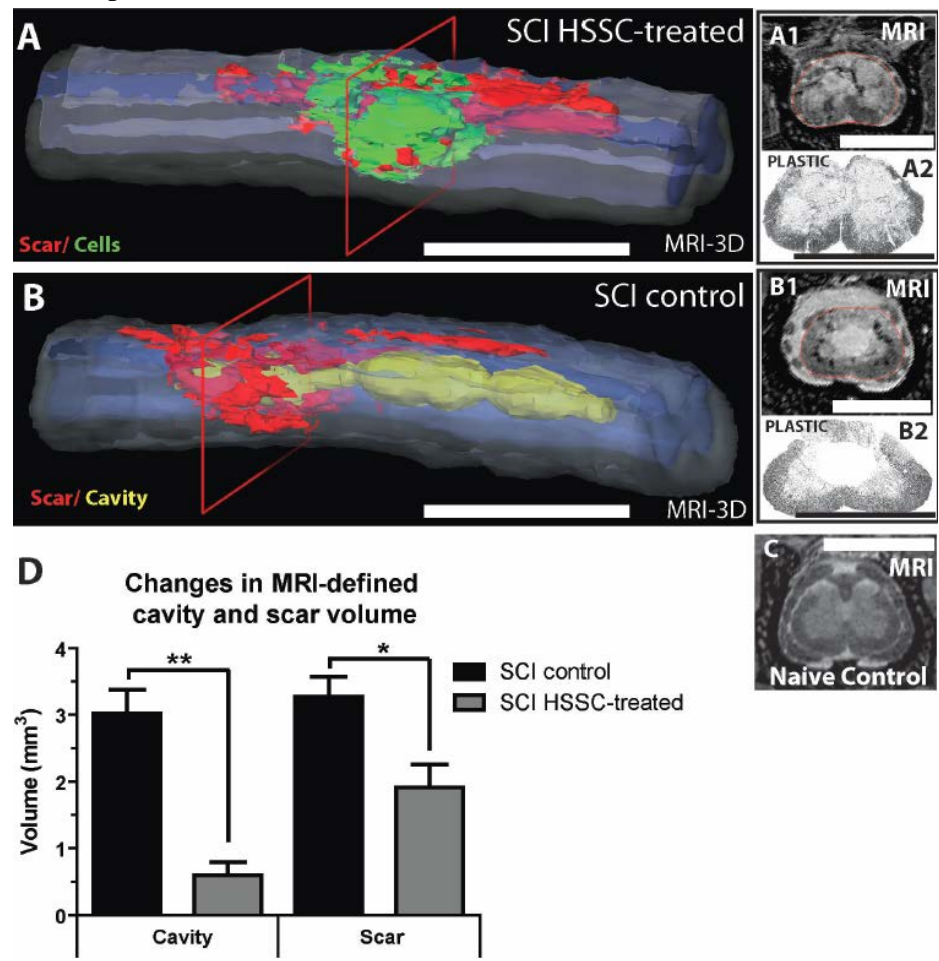 A
SCI HSSC-treated
Scar/ Cells
MRI-3D
A1
MRI
PLASTIC
A2
B
SCI control
Scar/ Cavity
MRI-3D
B1
MRI
PLASTIC
B2
C
MRI
Naive Control
D
Changes in MRI-defined
cavity and scar volume
Volume (mm³)
4
3
2
1
0
**
*
SCI control
SCI HSSC-treated
Cavity
Scar